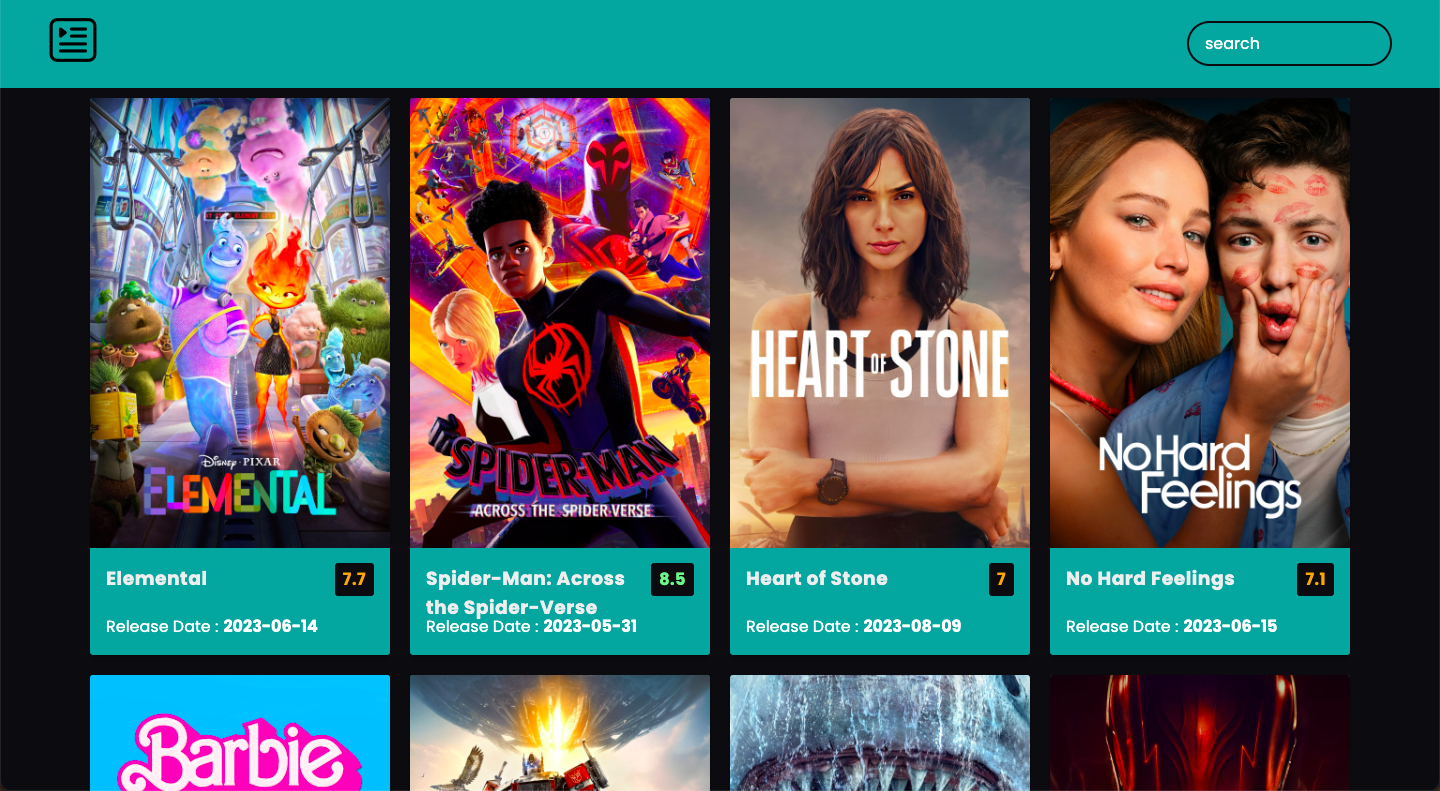 search
DISNEY · PIXAR
ELEMENTAL
SPIDER-MAN
ACROSS THE SPIDER-VERSE
HEART OF STONE
No Hard
Feelings
Elemental
7.7
Release Date : 2023-06-14
Spider-Man: Across
the Spider-Verse
8.5
Release Date : 2023-05-31
Heart of Stone
7
Release Date : 2023-08-09
No Hard Feelings
7.1
Release Date : 2023-06-15
Barbie